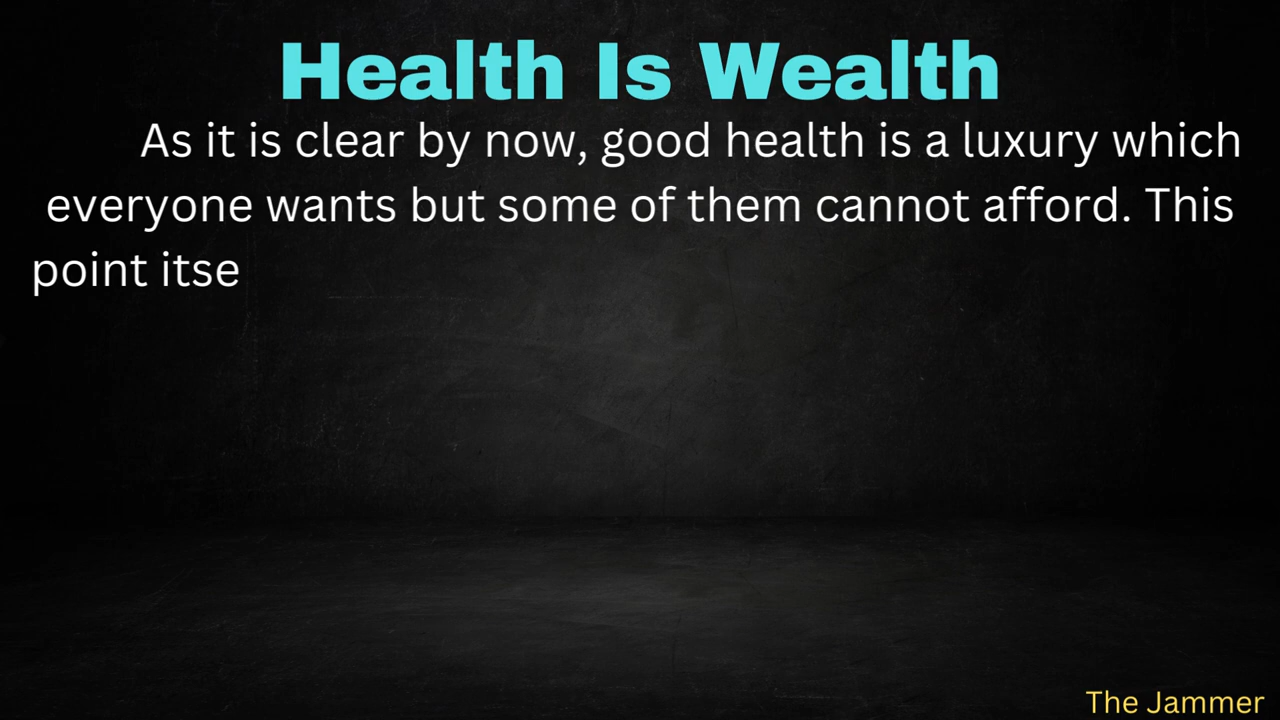 Health Is Wealth
As it is clear by now, good health is a luxury which
everyone wants but some of them cannot afford. This
point itse
The Jammer